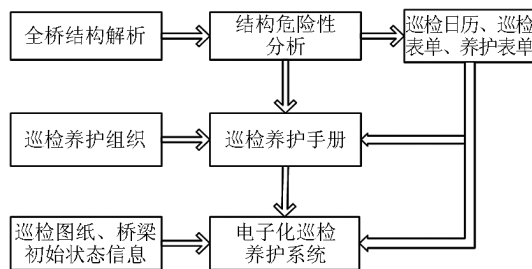 全桥结构解析
结构危险性
分析
巡检日历、巡检
表单、养护表单
巡检养护组织
巡检养护手册
巡检图纸、桥梁
初始状态信息
电子化巡检
养护系统